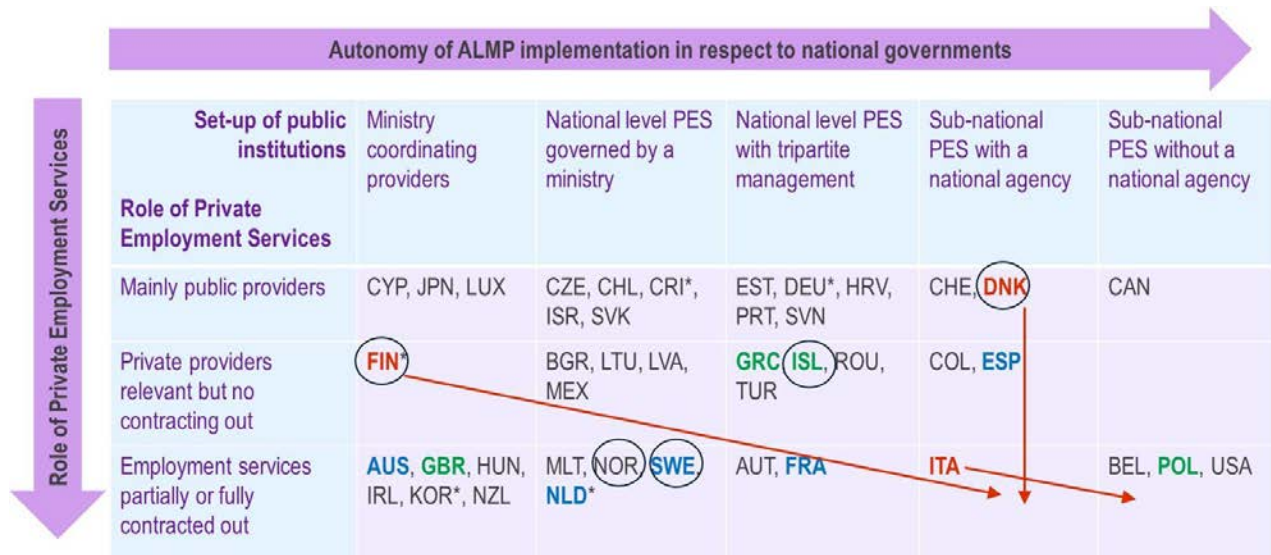 Autonomy of ALMP implementation in respect to national governments
Role of Private Employment Services
Set-up of public
institutions
Role of Private
Employment Services
Ministry
coordinating
providers
National level PES
governed by a
ministry
National level PES
with tripartite
management
Sub-national
PES with a
national agency
Sub-national
PES without a
national agency
Mainly public providers
CYP, JPN, LUX
CZE, CHL, CRI*,
ISR, SVK
EST, DEU*, HRV,
PRT, SVN
CHE, DNK
CAN
Private providers
relevant but no
contracting out
FIN*
BGR, LTU, LVA,
MEX
GRC, ISL, ROU,
TUR
COL, ESP
Employment services
partially or fully
contracted out
AUS, GBR, HUN,
IRL, KOR*, NZL
MLT, NOR, SWE,
NLD*
AUT, FRA
ITA
BEL, POL, USA